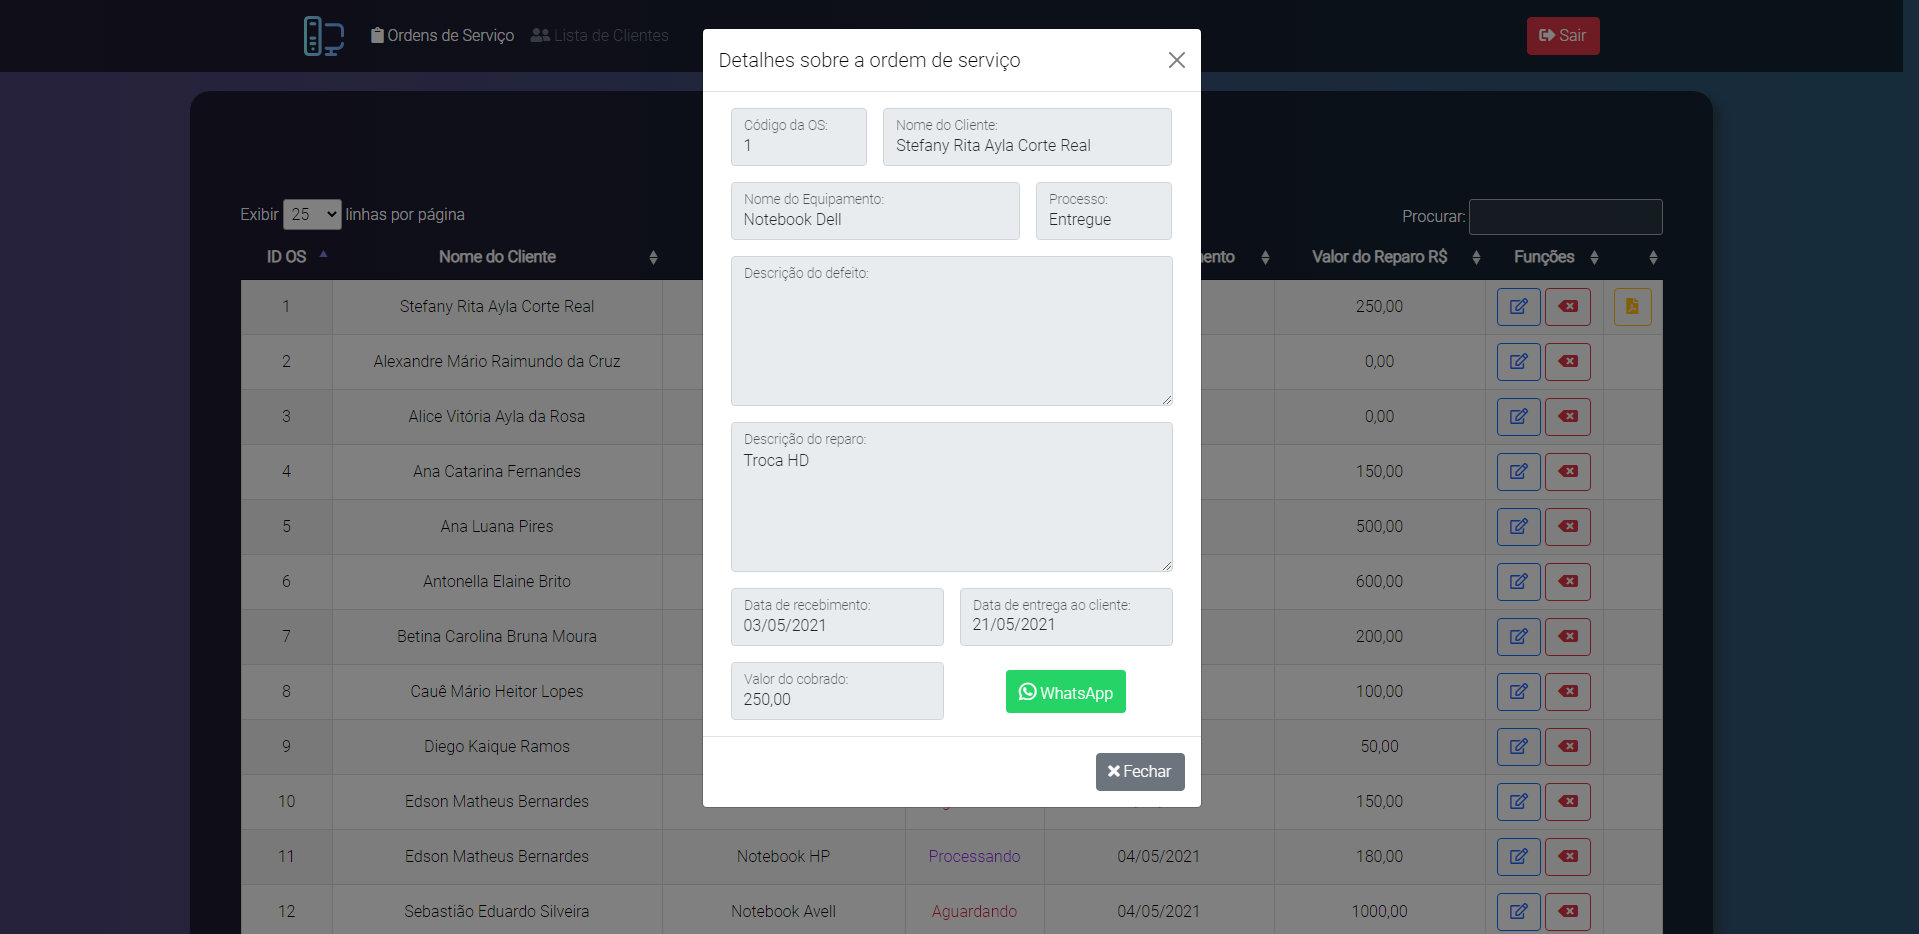 Ordens de Serviço Lista de Clientes Sair
Detalhes sobre a ordem de serviço
Código da OS:
1
Nome do Cliente:
Stefany Rita Ayla Corte Real
Nome do Equipamento:
Notebook Dell
Processo:
Entregue
Descrição do defeito:
Descrição do reparo:
Troca HD
Data de recebimento:
03/05/2021
Data de entrega ao cliente:
21/05/2021
Valor do cobrado:
250,00
WhatsApp
Fechar
Exibir 25 linhas por página
Procurar:
ID OS Nome do Cliente ento Valor do Reparo R$ Funções
1 Stefany Rita Ayla Corte Real 250,00
2 Alexandre Mário Raimundo da Cruz 0,00
3 Alice Vitória Ayla da Rosa 0,00
4 Ana Catarina Fernandes 150,00
5 Ana Luana Pires 500,00
6 Antonella Elaine Brito 600,00
7 Betina Carolina Bruna Moura 200,00
8 Cauê Mário Heitor Lopes 100,00
9 Diego Kaique Ramos 50,00
10 Edson Matheus Bernardes 150,00
11 Edson Matheus Bernardes Notebook HP Processando 04/05/2021 180,00
12 Sebastião Eduardo Silveira Notebook Avell Aguardando 04/05/2021 1000,00